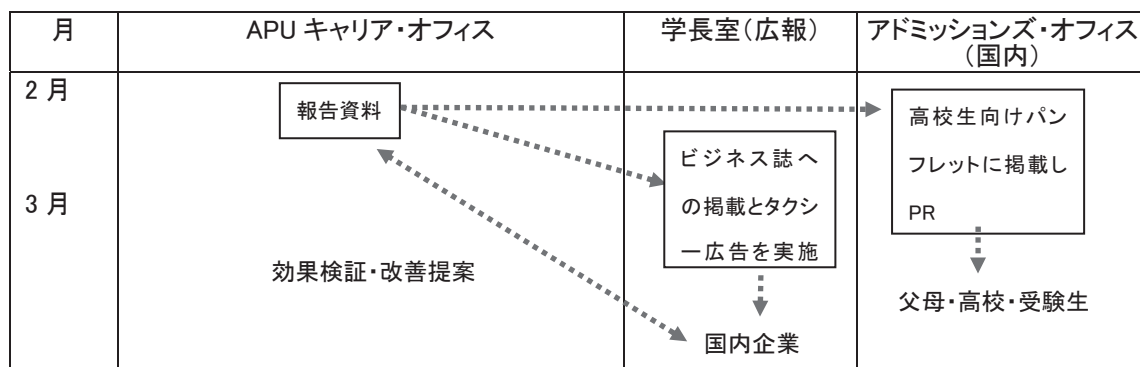 月
APU キャリア・オフィス
学長室(広報)
アドミッションズ・オフィス
(国内)
2 月
3 月
報告資料
効果検証・改善提案
ビジネス誌へ
の掲載とタクシ
ー広告を実施
国内企業
高校生向けパン
フレットに掲載し
PR
父母・高校・受験生